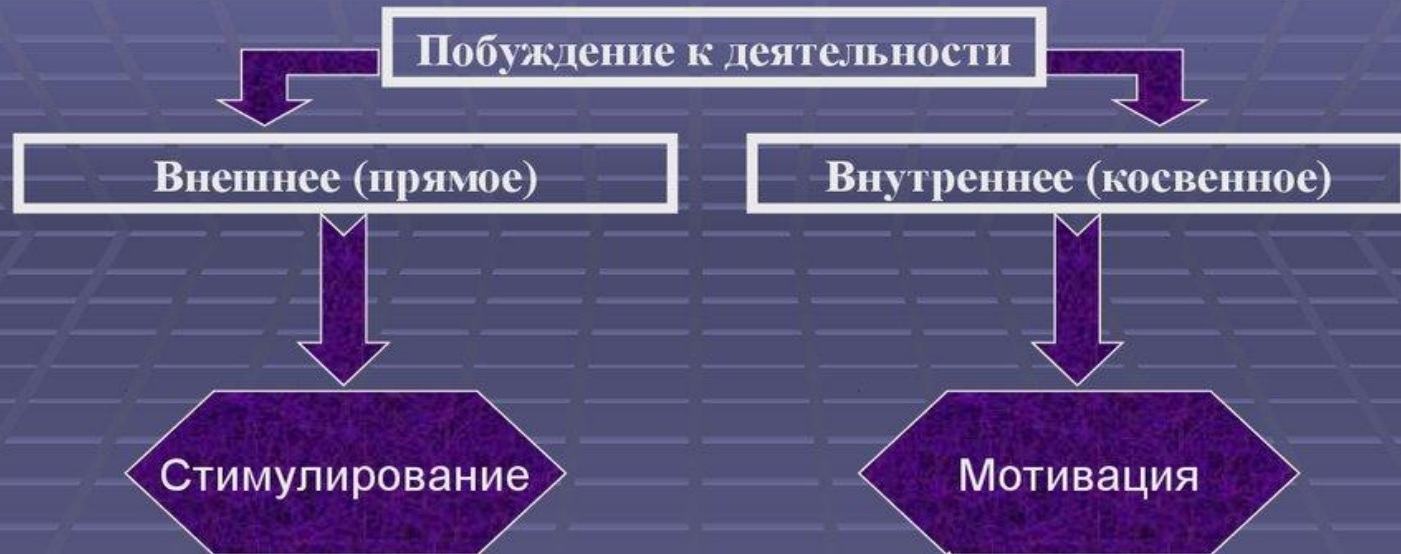 Побуждение к деятельности
Внешнее (прямое)
Внутреннее (косвенное)
Стимулирование
Мотивация